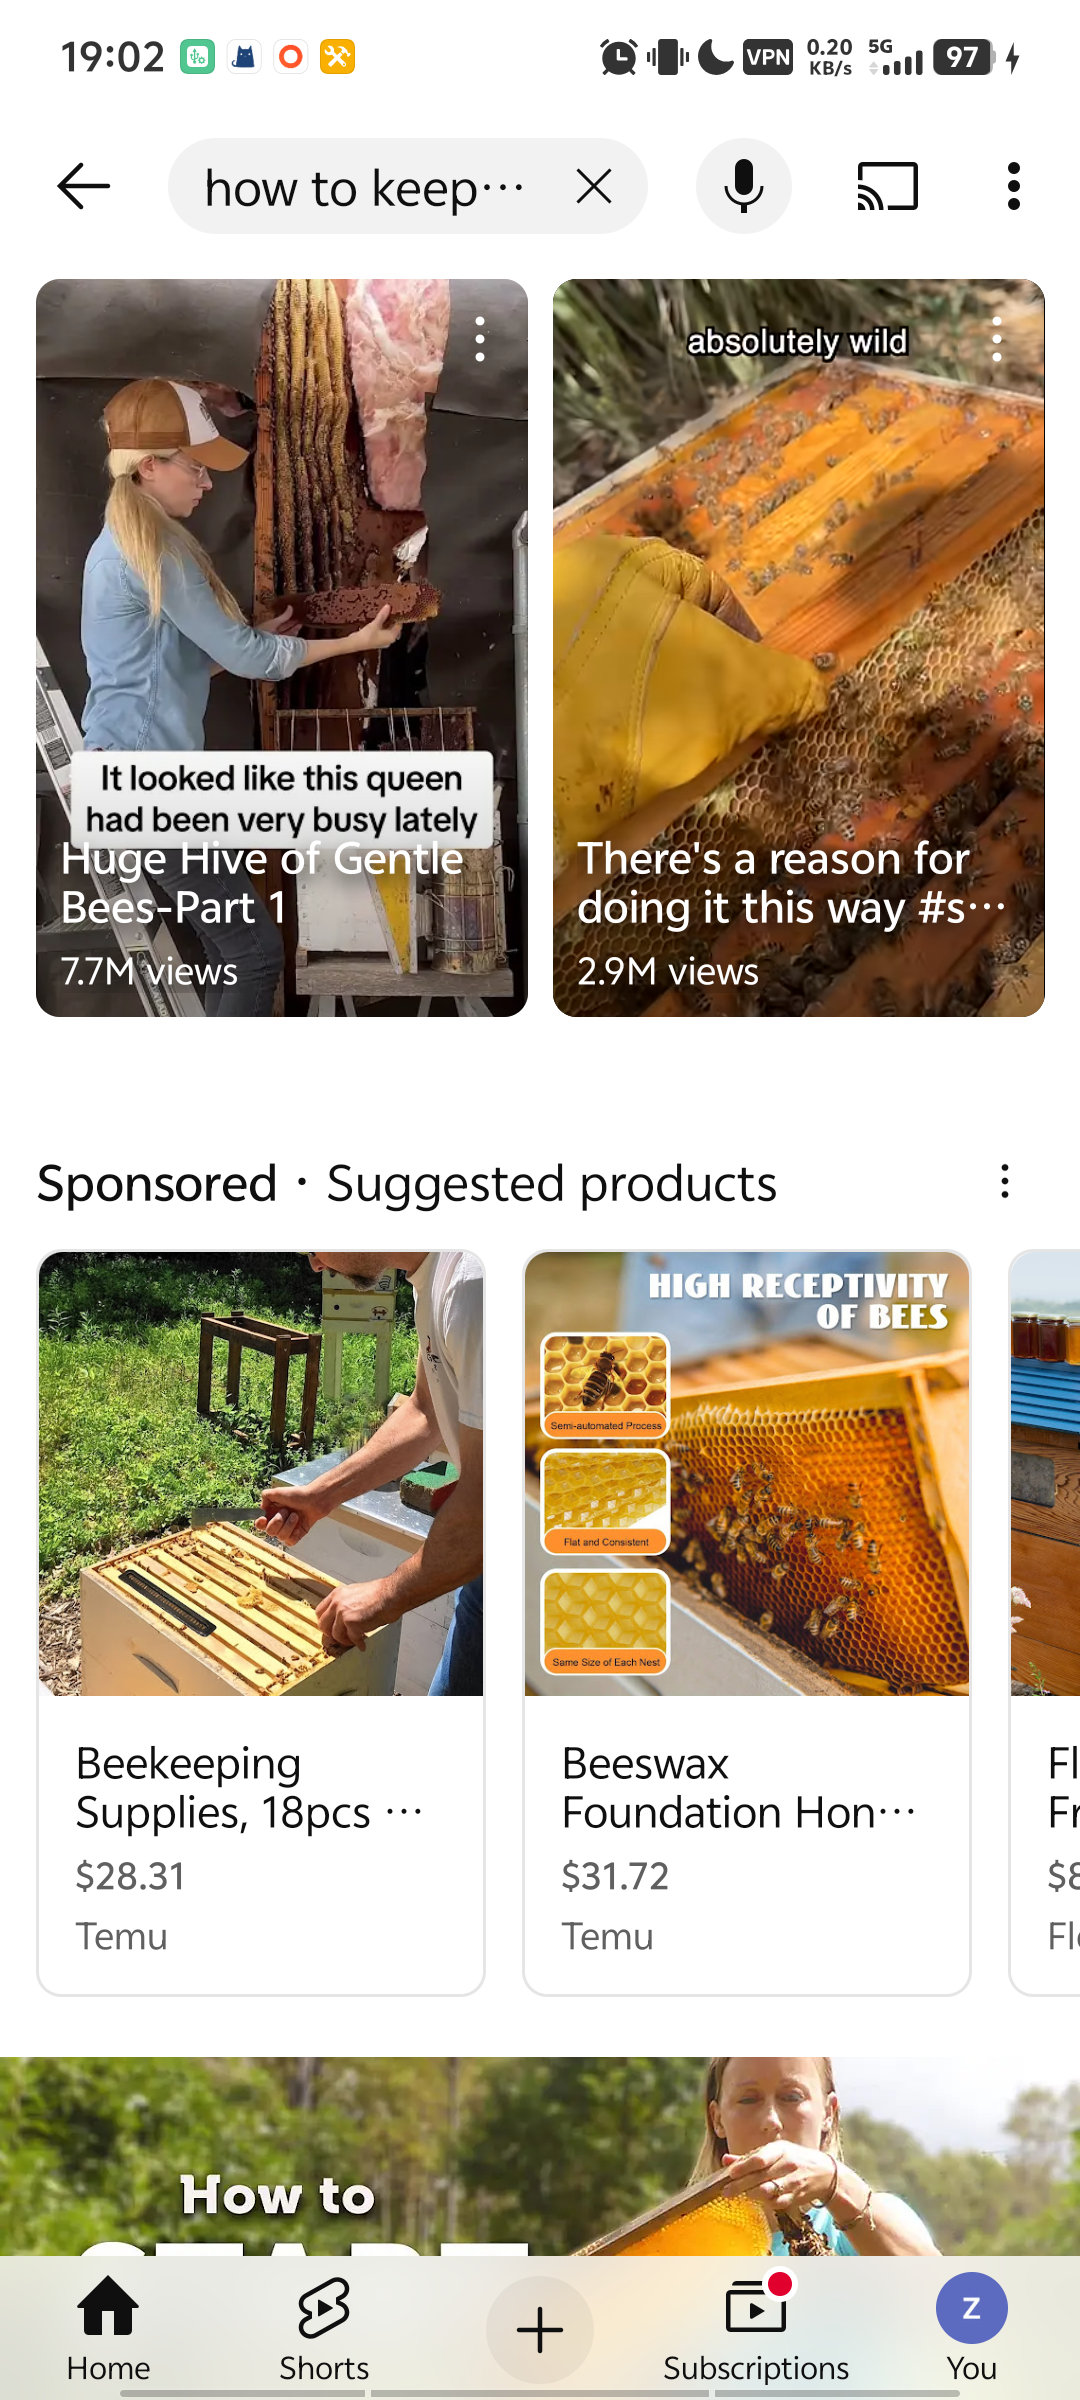 19:02
VPN
0.20 KB/s
5G
97
how to keep…
It looked like this queen
had been very busy lately
Huge Hive of Gentle
Bees-Part 1
7.7M views
absolutely wild
There's a reason for
doing it this way #s…
2.9M views
Sponsored · Suggested products
HIGH RECEPTIVITY
OF BEES
Semi-automated Process
Flat and Consistent
Same Size of Each Nest
Beekeeping
Supplies, 18pcs …
$28.31
Temu
Beeswax
Foundation Hon…
$31.72
Temu
Fl
Fr
$8
Fl
How to
START
Home
Shorts
Subscriptions
Z
You